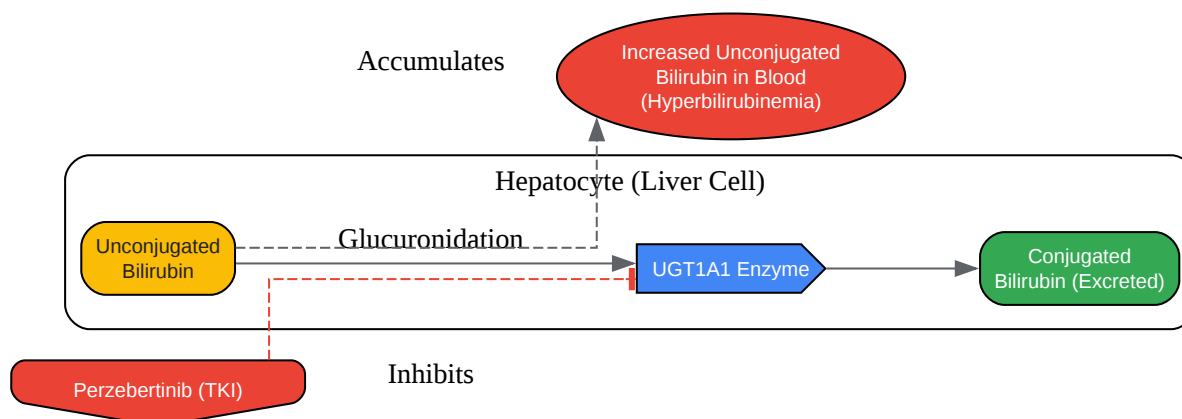 Accumulates
Increased Unconjugated
Bilirubin in Blood
(Hyperbilirubinemia)
Hepatocyte (Liver Cell)
Unconjugated
Bilirubin
Glucuronidation
UGT1A1 Enzyme
Conjugated
Bilirubin (Excreted)
Perzebertinib (TKI)
Inhibits